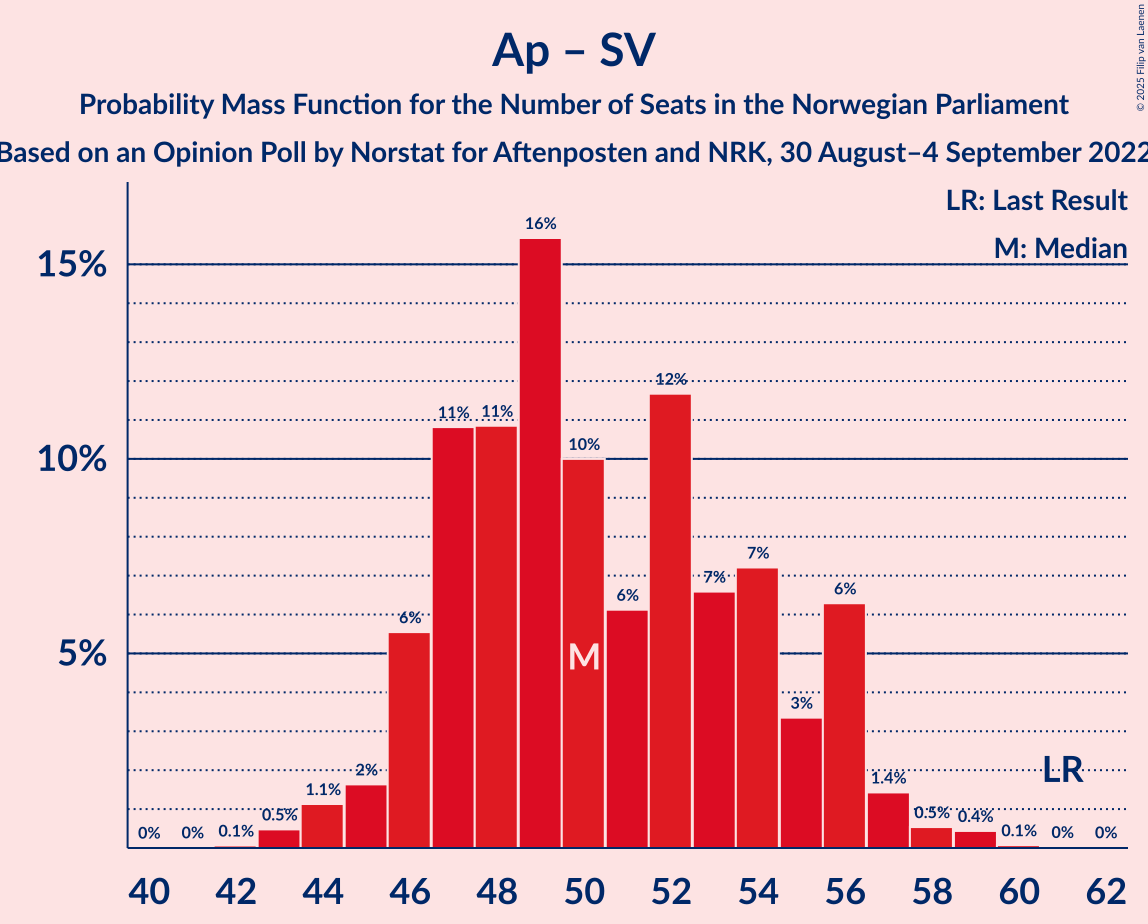 Ap – SV
Probability Mass Function for the Number of Seats in the Norwegian Parliament
Based on an Opinion Poll by Norstat for Aftenposten and NRK, 30 August–4 September 2022
© 2025 Filip van Laenen
LR: Last Result
M: Median
15%
10%
5%
0%
0%
0.1%
0.5%
1.1%
2%
6%
11%
11%
16%
10%
6%
12%
7%
7%
3%
6%
1.4%
0.5%
0.4%
0.1%
0%
0%
M
LR
40 42 44 46 48 50 52 54 56 58 60 62